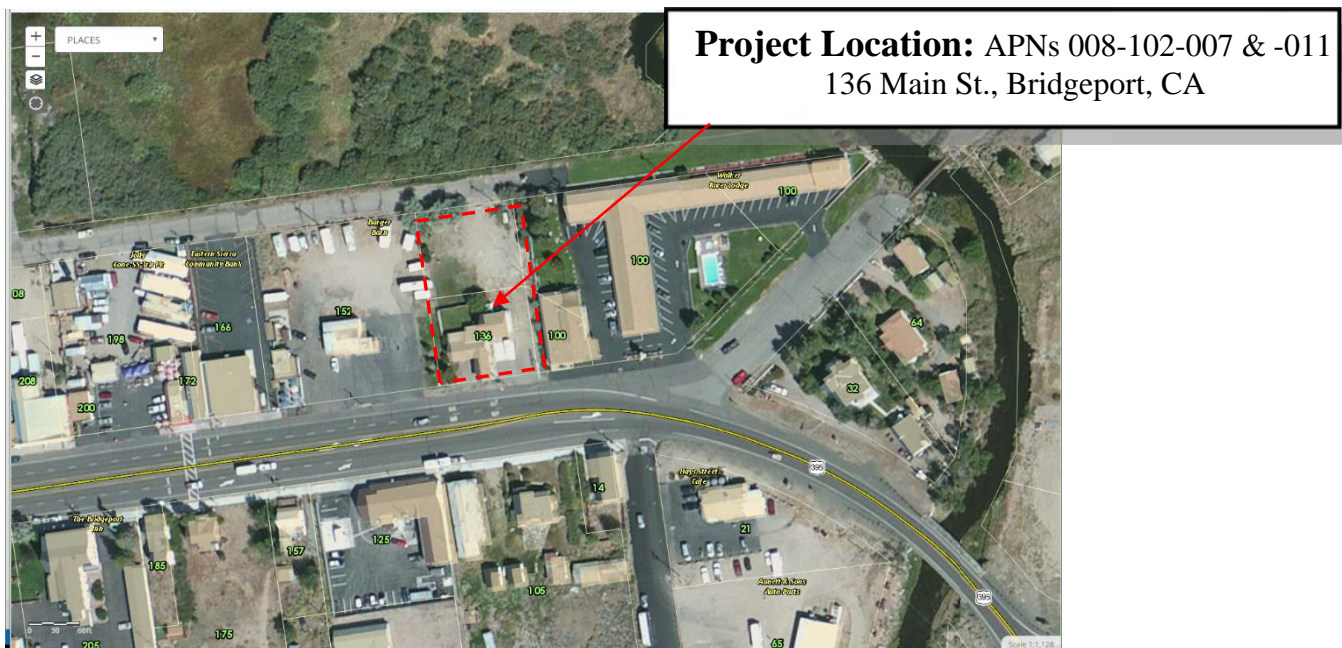 PLACES
Project Location: APNs 008-102-007 & -011
136 Main St., Bridgeport, CA
Walker
River Lodge
100
Burger
Barn
Jolly
Eastern Sierra
Community Bank
100
08
152
64
166
136
100
198
208
172
32
200
395
14
Hays Street
Cafe
The Bridgeport
Inn
21
125
157
185
105
Auto Parts
395
0 30 60ft
175
205
65
Scale 1:1,128